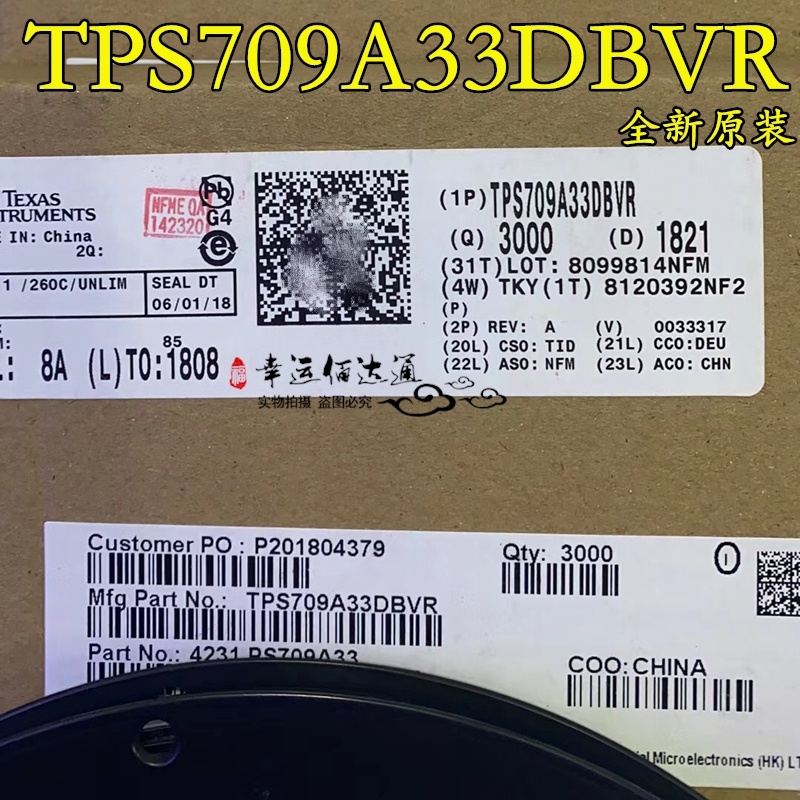 TPS709A33DBVR
全新原装
TEXAS
STRUMENTS
IN: China
2Q:
NFME QA
142320
Pb
G4
e
1 /260C/UNLIM
SEAL DT
06/01/18
(1P) TPS709A33DBVR
(Q) 3000 (D) 1821
(31T)LOT: 8099814NFM
(4W) TKY(1T) 8120392NF2
(P)
(2P) REV: A (V) 0033317
(20L) CSO: TID (21L) CCO:DEU
(22L) ASO: NFM (23L) ACO: CHN
85
8A (L)TO:1808
福
幸运佰达通
实物拍摄 盗图必究
Customer PO : P201804379
Qty: 3000
Mfg Part No.: TPS709A33DBVR
Part No.: 4231
PS709A33
COO: CHINA
Microelectronics (HK) LT